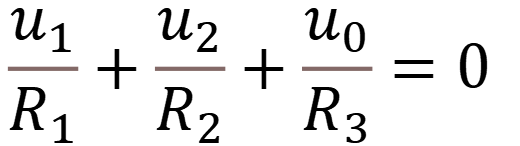 u₁/R₁ + u₂/R₂ + u₀/R₃ = 0